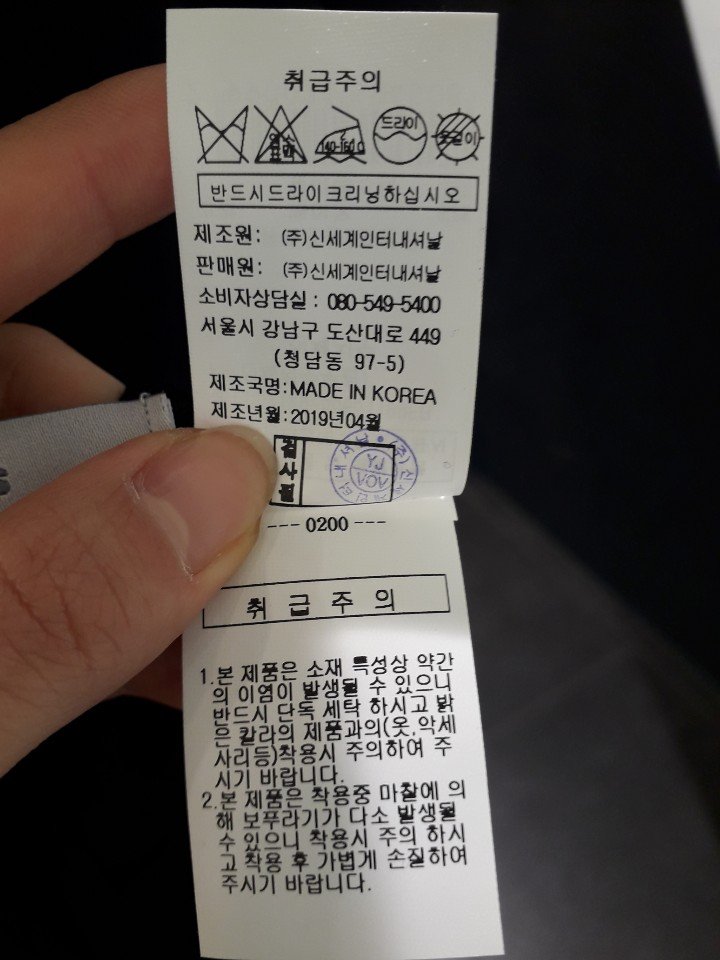 취급주의
염소
표백
140-160℃
드라이
옷걸이
반드시드라이크리닝하십시오
제조원: (주)신세계인터내셔날
판매원: (주)신세계인터내셔날
소비자상담실 : 080-549-5400
서울시 강남구 도산대로 449
(청담동 97-5)
제조국명:MADE IN KOREA
제조년월:2019년04월
검사필
--- 0200 ---
취 급 주 의
1.본 제품은 소재 특성상 약간
의 이염이 발생될 수 있으니
반드시 단독 세탁 하시고 밝
은 칼라의 제품과의(옷,악세
사리등)착용시 주의하여 주
시기 바랍니다.
2.본 제품은 착용중 마찰에 의
해 보푸라기가 다소 발생될
수 있으니 착용시 주의 하시
고 착용 후 가볍게 손질하여
주시기 바랍니다.